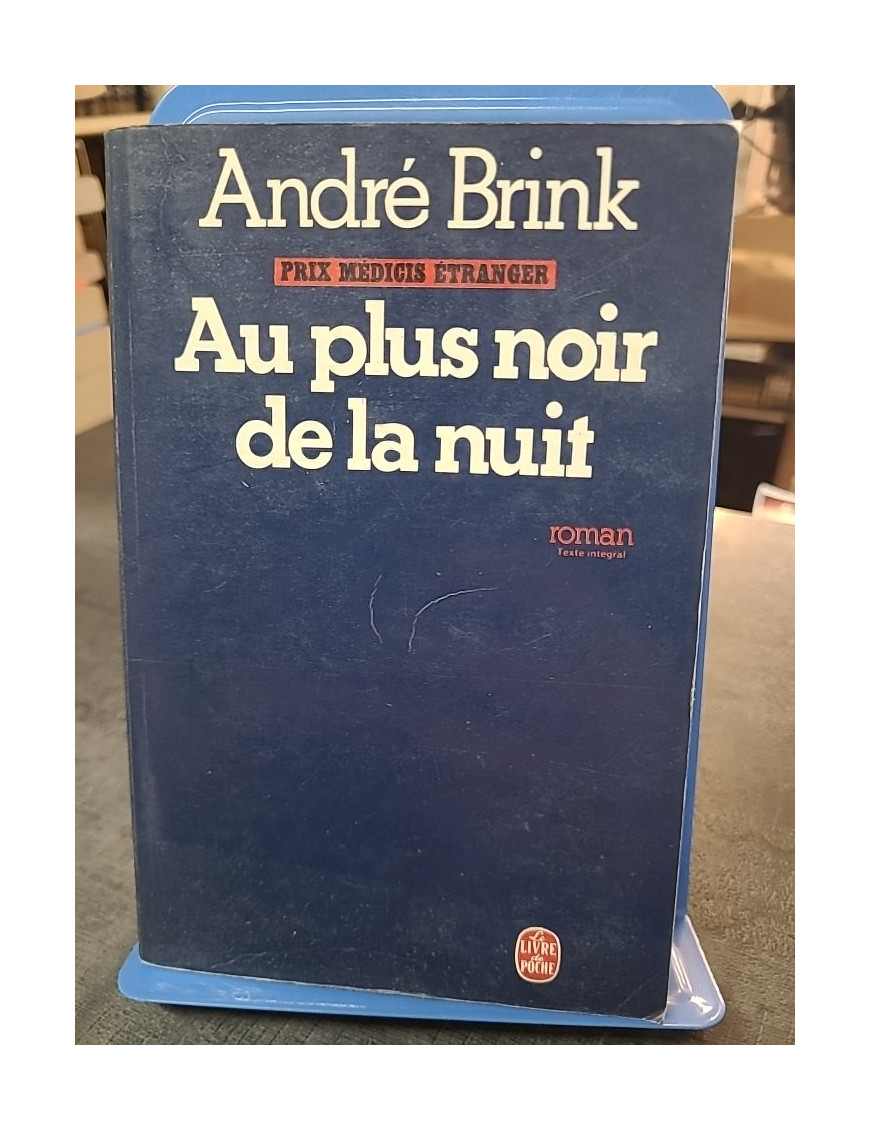 André Brink
PRIX MÉDICIS ÉTRANGER
Au plus noir
de la nuit
roman
Texte intégral
Le
LIVRE
de
POCHE